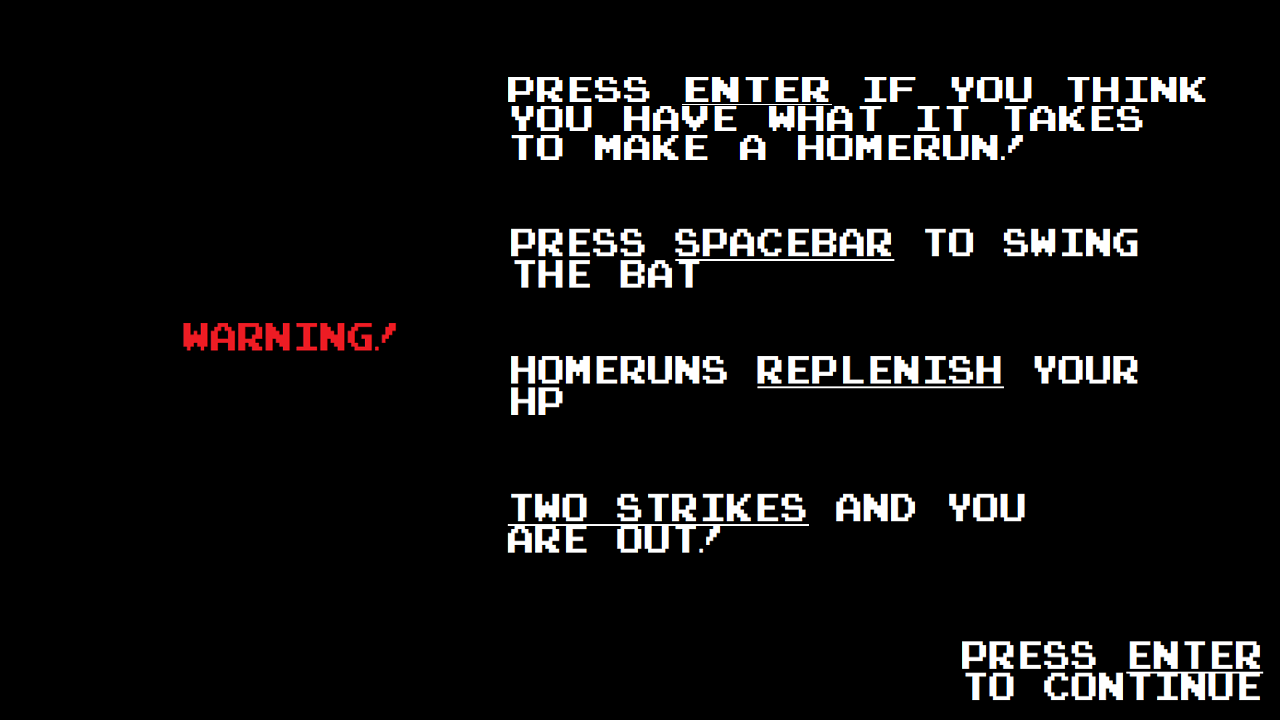 PRESS ENTER IF YOU THINK
YOU HAVE WHAT IT TAKES
TO MAKE A HOMERUN!
PRESS SPACEBAR TO SWING
THE BAT
WARNING!
HOMERUNS REPLENISH YOUR
HP
TWO STRIKES AND YOU
ARE OUT!
PRESS ENTER
TO CONTINUE